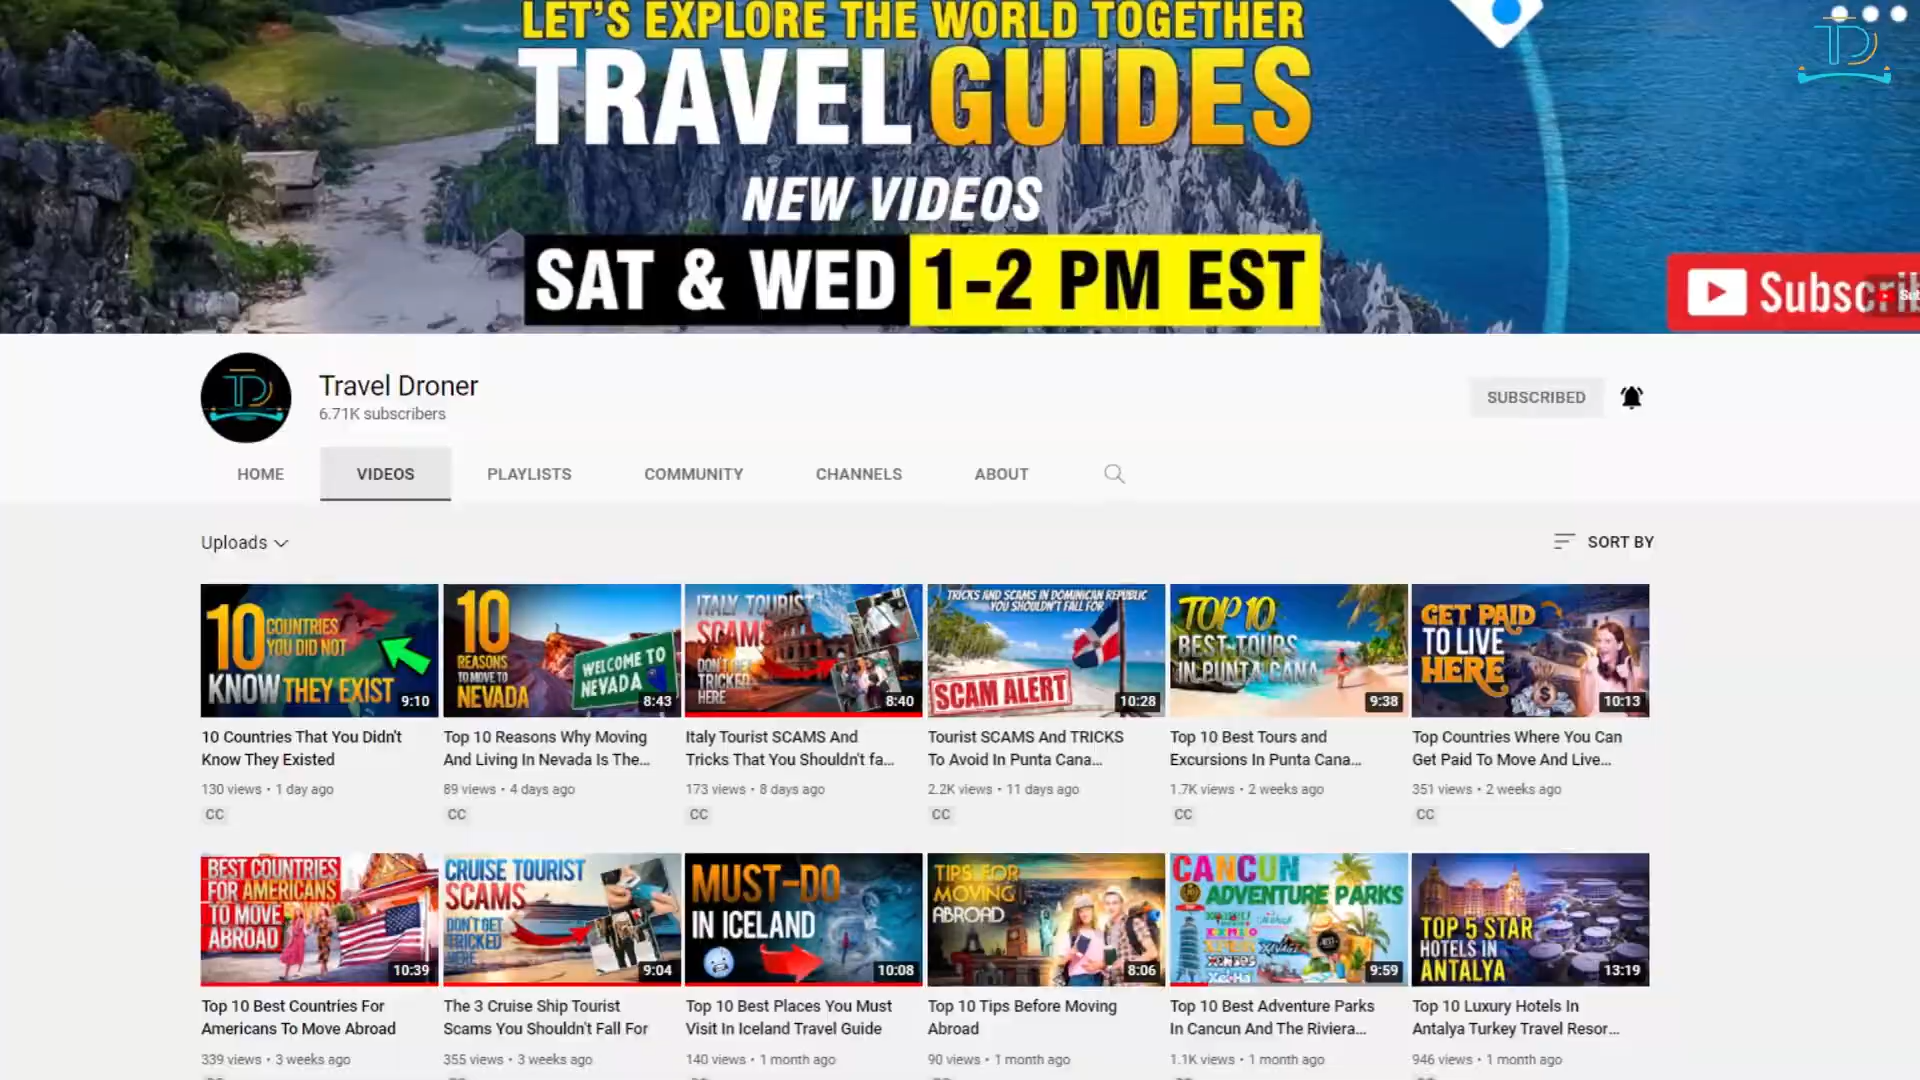 LET'S EXPLORE THE WORLD TOGETHER
TRAVEL GUIDES
NEW VIDEOS
SAT & WED 1-2 PM EST
Subscrib
TD
Travel Droner
6.71K subscribers
SUBSCRIBED
HOME VIDEOS PLAYLISTS COMMUNITY CHANNELS ABOUT
Uploads
SORT BY
10 COUNTRIES
YOU DID NOT
KNOW THEY EXIST
9:10
10 Countries That You Didn't
Know They Existed
130 views • 1 day ago
CC
10
REASONS
TO MOVE TO
NEVADA
WELCOME TO
NEVADA
8:43
Top 10 Reasons Why Moving
And Living In Nevada Is The...
89 views • 4 days ago
CC
ITALY TOURIST
SCAMS
DON'T GET
TRICKED
HERE
8:40
Italy Tourist SCAMS And
Tricks That You Shouldn't fa...
173 views • 8 days ago
CC
TRICKS AND SCAMS IN DOMINICAN REPUBLIC
YOU SHOULDN'T FALL FOR
SCAM ALERT
10:28
Tourist SCAMS And TRICKS
To Avoid In Punta Cana...
2.2K views • 11 days ago
CC
TOP 10
BEST TOURS
IN PUNTA CANA
9:38
Top 10 Best Tours and
Excursions In Punta Cana...
1.7K views • 2 weeks ago
CC
GET PAID
TO LIVE
HERE
10:13
Top Countries Where You Can
Get Paid To Move And Live...
351 views • 2 weeks ago
CC
BEST COUNTRIES
FOR AMERICANS
TO MOVE
ABROAD
10:39
Top 10 Best Countries For
Americans To Move Abroad
339 views • 3 weeks ago
CRUISE TOURIST
SCAMS
DON'T GET
TRICKED
HERE
9:04
The 3 Cruise Ship Tourist
Scams You Shouldn't Fall For
355 views • 3 weeks ago
MUST-DO
IN ICELAND
10:08
Top 10 Best Places You Must
Visit In Iceland Travel Guide
140 views • 1 month ago
TIPS FOR
MOVING
ABROAD
8:06
Top 10 Tips Before Moving
Abroad
90 views • 1 month ago
CANCUN
ADVENTURE PARKS
9:59
Top 10 Best Adventure Parks
In Cancun And The Riviera...
1.1K views • 1 month ago
TOP 5 STAR
HOTELS IN
ANTALYA
13:19
Top 10 Luxury Hotels In
Antalya Turkey Travel Resor...
946 views • 1 month ago